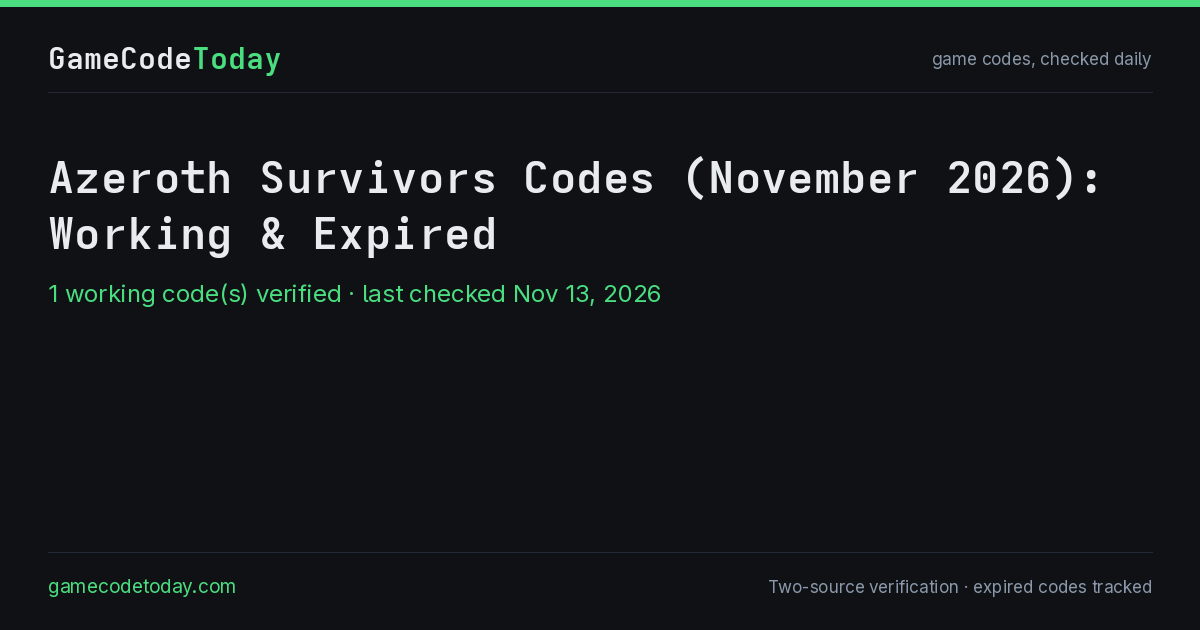 GameCodeToday
game codes, checked daily
Azeroth Survivors Codes (November 2026):
Working & Expired
1 working code(s) verified · last checked Nov 13, 2026
gamecodetoday.com
Two-source verification · expired codes tracked